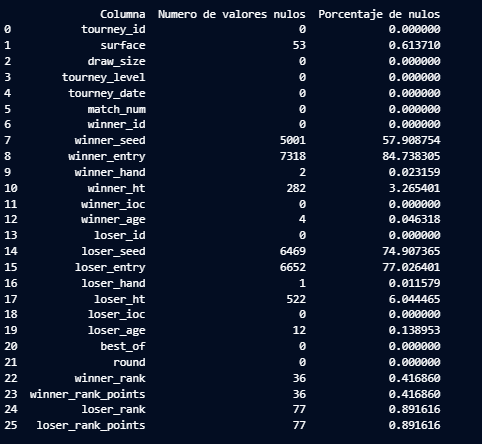 Columna Numero de valores nulos Porcentaje de nulos
0 tourney_id 0 0.000000
1 surface 53 0.613710
2 draw_size 0 0.000000
3 tourney_level 0 0.000000
4 tourney_date 0 0.000000
5 match_num 0 0.000000
6 winner_id 0 0.000000
7 winner_seed 5001 57.908754
8 winner_entry 7318 84.738305
9 winner_hand 2 0.023159
10 winner_ht 282 3.265401
11 winner_ioc 0 0.000000
12 winner_age 4 0.046318
13 loser_id 0 0.000000
14 loser_seed 6469 74.907365
15 loser_entry 6652 77.026401
16 loser_hand 1 0.011579
17 loser_ht 522 6.044465
18 loser_ioc 0 0.000000
19 loser_age 12 0.138953
20 best_of 0 0.000000
21 round 0 0.000000
22 winner_rank 36 0.416860
23 winner_rank_points 36 0.416860
24 loser_rank 77 0.891616
25 loser_rank_points 77 0.891616